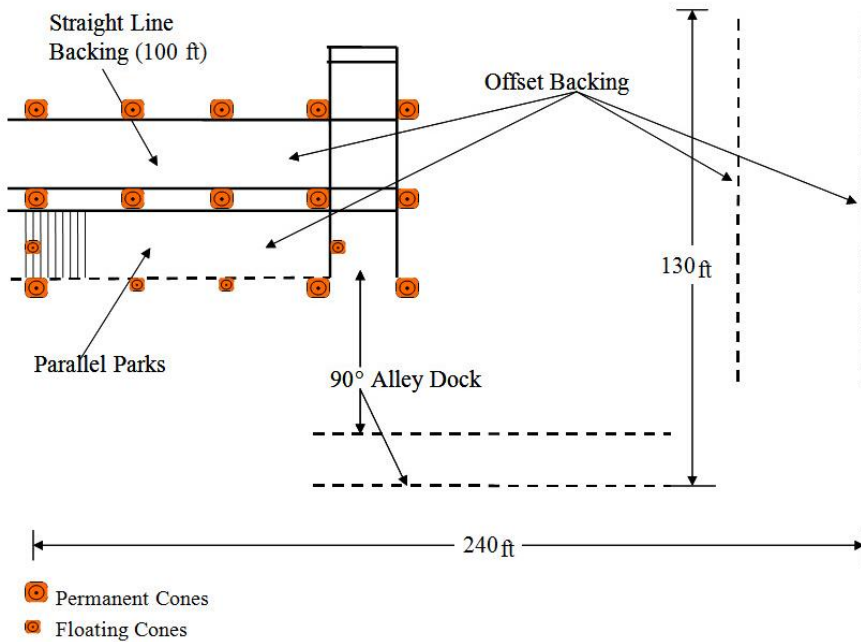 Straight Line
Backing (100 ft)
Offset Backing
130 ft
Parallel Parks
90° Alley Dock
240 ft
Permanent Cones
Floating Cones